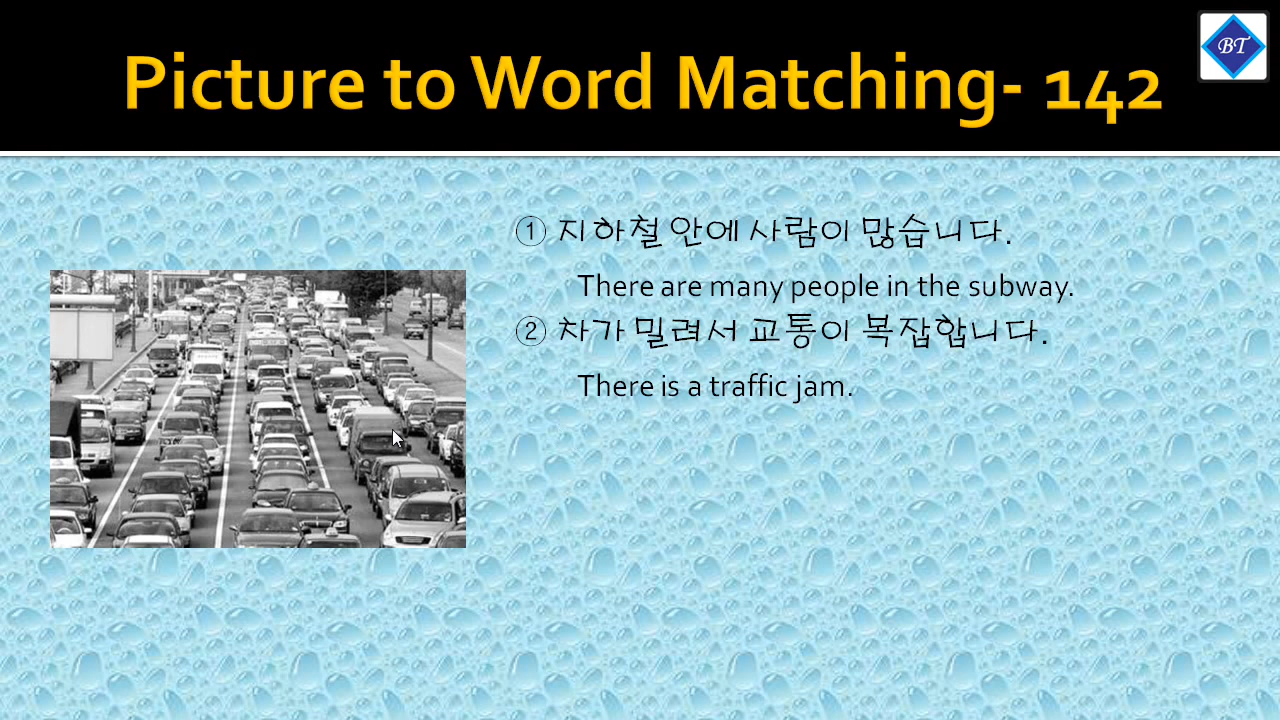 Picture to Word Matching- 142
BT
① 지하철 안에 사람이 많습니다.
There are many people in the subway.
② 차가 밀려서 교통이 복잡합니다.
There is a traffic jam.